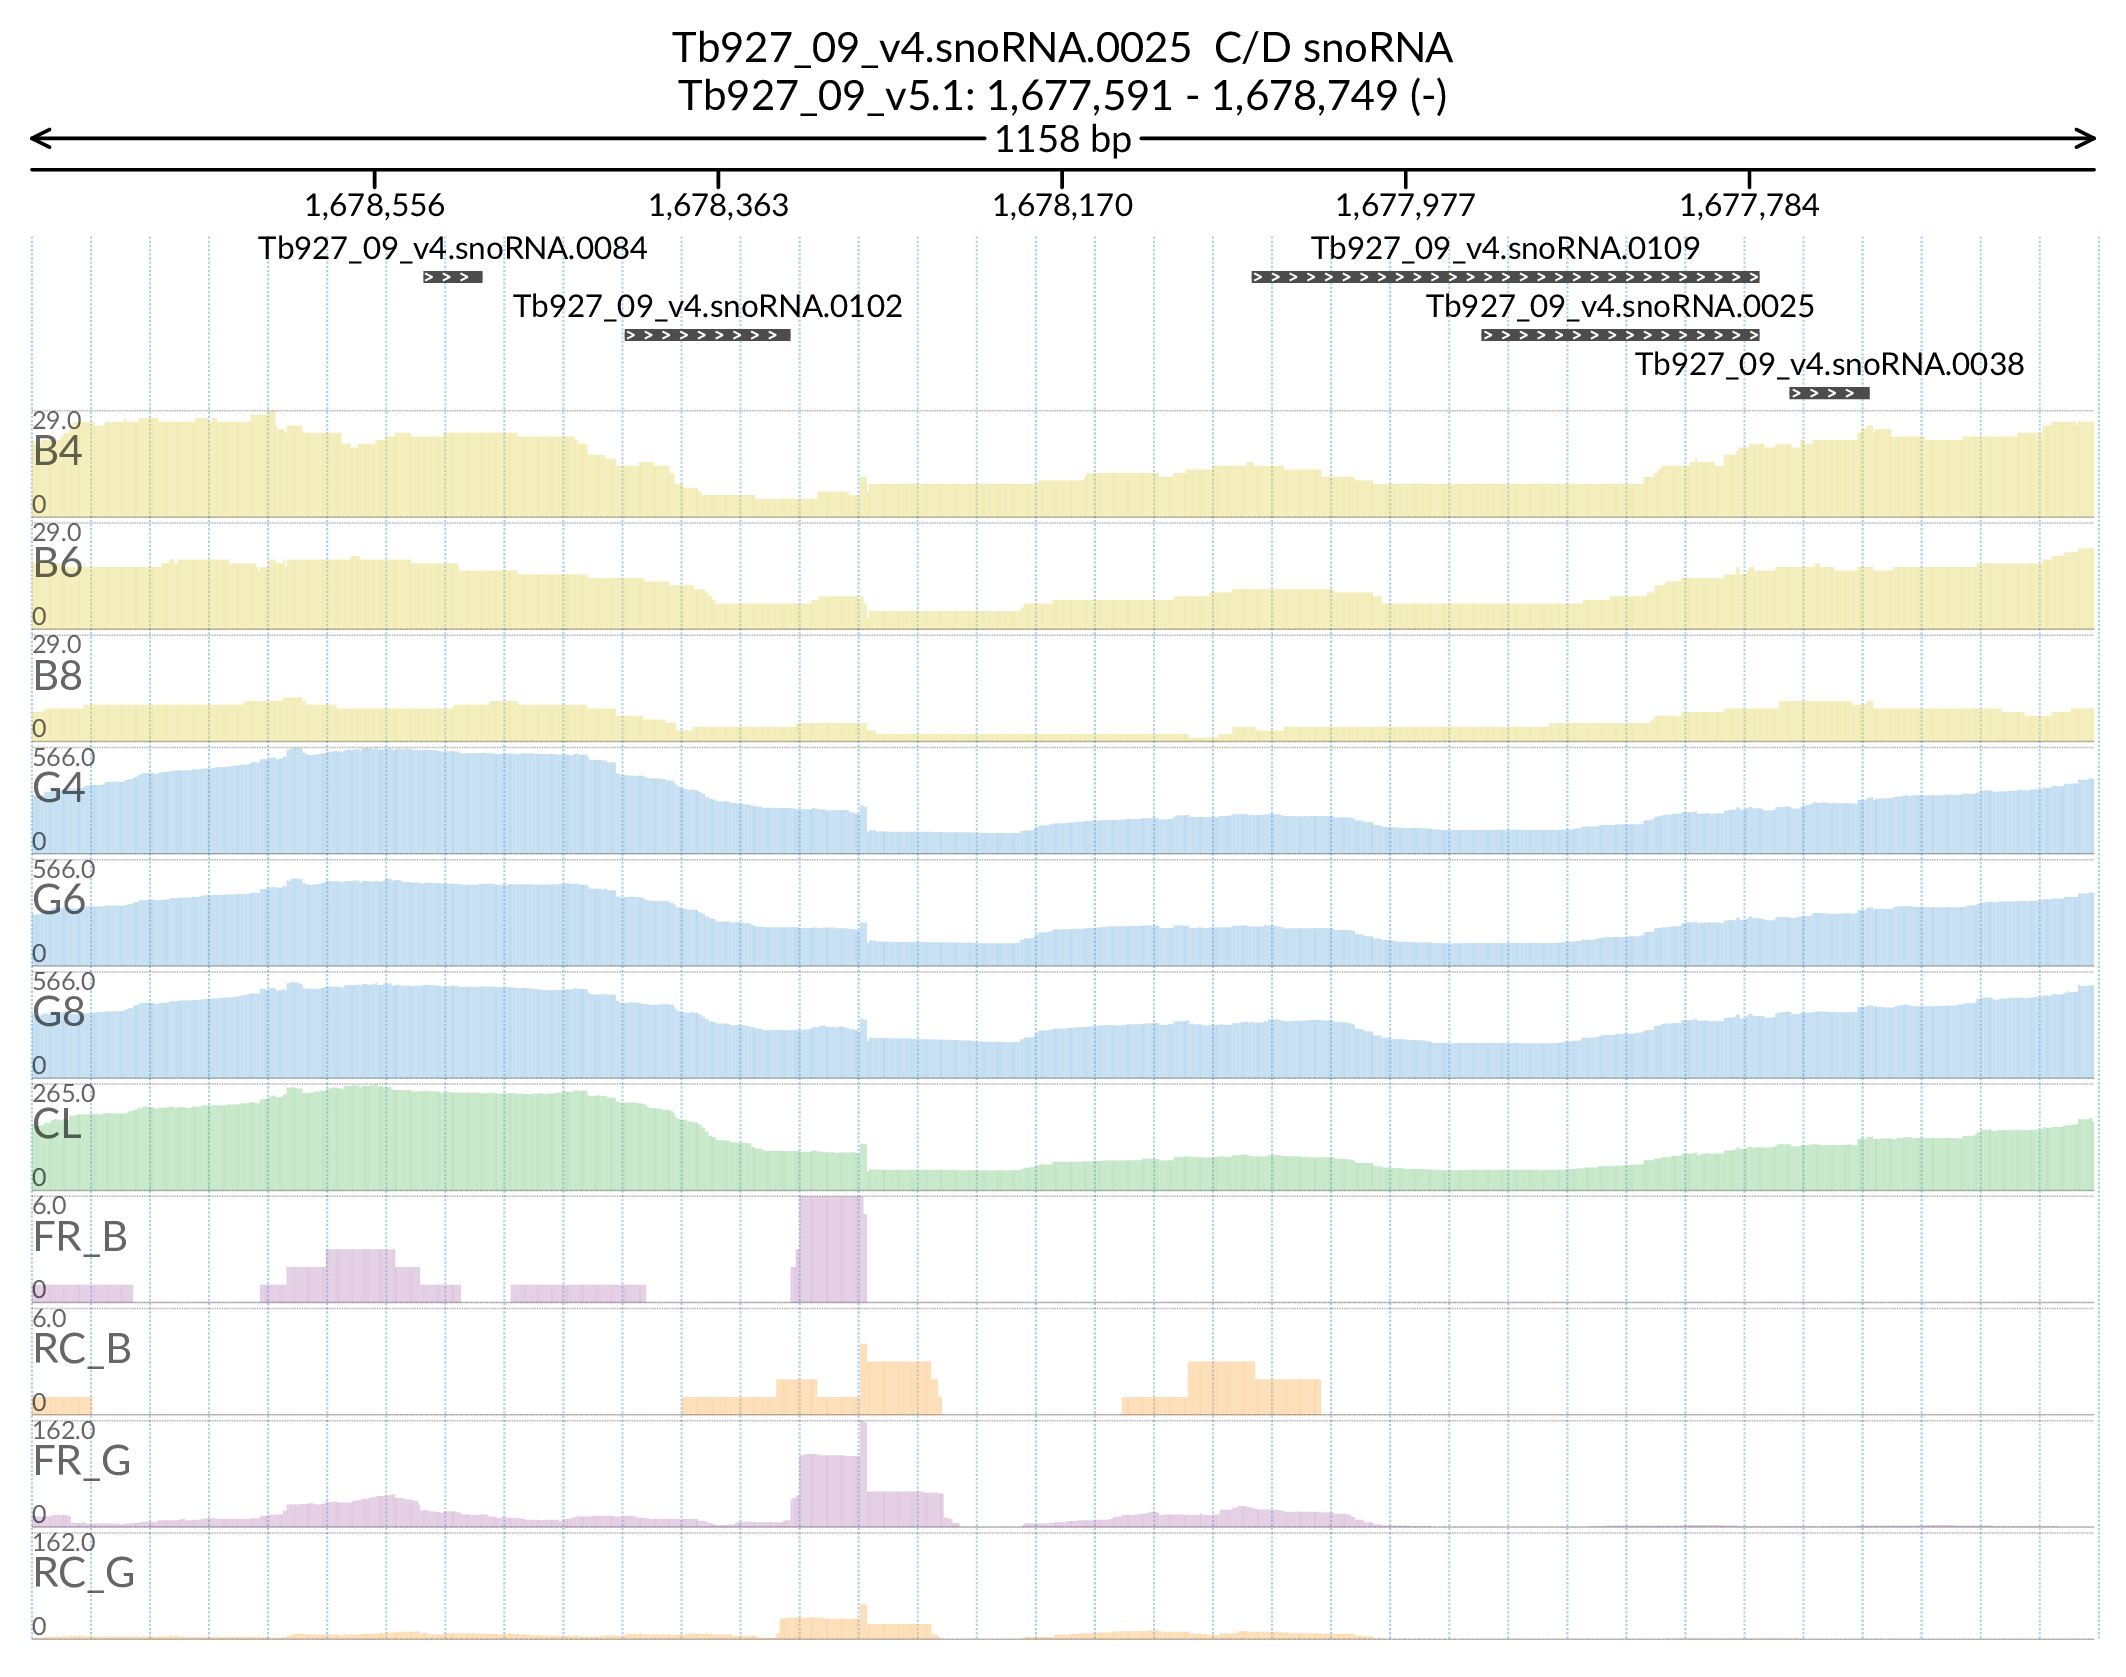 Tb927_09_v4.snoRNA.0025  C/D snoRNA
Tb927_09_v5.1: 1,677,591 - 1,678,749 (-)
1158 bp
1,678,556 1,678,363 1,678,170 1,677,977 1,677,784
Tb927_09_v4.snoRNA.0084 Tb927_09_v4.snoRNA.0109
Tb927_09_v4.snoRNA.0102 Tb927_09_v4.snoRNA.0025
Tb927_09_v4.snoRNA.0038
29.0
B4
0
29.0
B6
0
29.0
B8
0
566.0
G4
0
566.0
G6
0
566.0
G8
0
265.0
CL
0
6.0
FR_B
0
6.0
RC_B
0
162.0
FR_G
0
162.0
RC_G
0